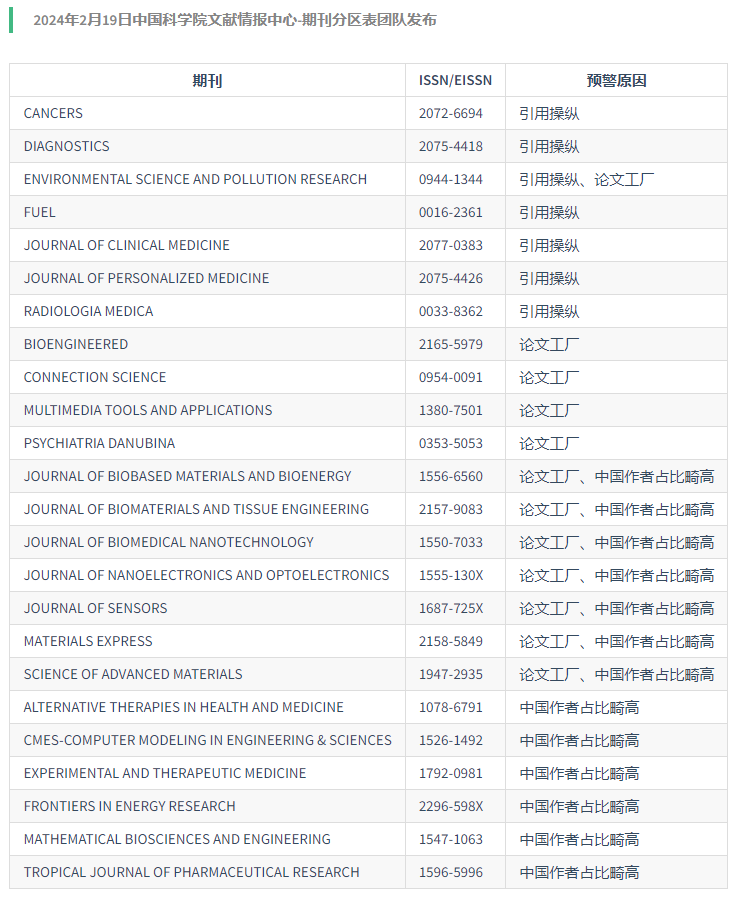 2024年2月19日中国科学院文献情报中心-期刊分区表团队发布
期刊 ISSN/EISSN 预警原因
CANCERS 2072-6694 引用操纵
DIAGNOSTICS 2075-4418 引用操纵
ENVIRONMENTAL SCIENCE AND POLLUTION RESEARCH 0944-1344 引用操纵、论文工厂
FUEL 0016-2361 引用操纵
JOURNAL OF CLINICAL MEDICINE 2077-0383 引用操纵
JOURNAL OF PERSONALIZED MEDICINE 2075-4426 引用操纵
RADIOLOGIA MEDICA 0033-8362 引用操纵
BIOENGINEERED 2165-5979 论文工厂
CONNECTION SCIENCE 0954-0091 论文工厂
MULTIMEDIA TOOLS AND APPLICATIONS 1380-7501 论文工厂
PSYCHIATRIA DANUBINA 0353-5053 论文工厂
JOURNAL OF BIOBASED MATERIALS AND BIOENERGY 1556-6560 论文工厂、中国作者占比畸高
JOURNAL OF BIOMATERIALS AND TISSUE ENGINEERING 2157-9083 论文工厂、中国作者占比畸高
JOURNAL OF BIOMEDICAL NANOTECHNOLOGY 1550-7033 论文工厂、中国作者占比畸高
JOURNAL OF NANOELECTRONICS AND OPTOELECTRONICS 1555-130X 论文工厂、中国作者占比畸高
JOURNAL OF SENSORS 1687-725X 论文工厂、中国作者占比畸高
MATERIALS EXPRESS 2158-5849 论文工厂、中国作者占比畸高
SCIENCE OF ADVANCED MATERIALS 1947-2935 论文工厂、中国作者占比畸高
ALTERNATIVE THERAPIES IN HEALTH AND MEDICINE 1078-6791 中国作者占比畸高
CMES-COMPUTER MODELING IN ENGINEERING & SCIENCES 1526-1492 中国作者占比畸高
EXPERIMENTAL AND THERAPEUTIC MEDICINE 1792-0981 中国作者占比畸高
FRONTIERS IN ENERGY RESEARCH 2296-598X 中国作者占比畸高
MATHEMATICAL BIOSCIENCES AND ENGINEERING 1547-1063 中国作者占比畸高
TROPICAL JOURNAL OF PHARMACEUTICAL RESEARCH 1596-5996 中国作者占比畸高